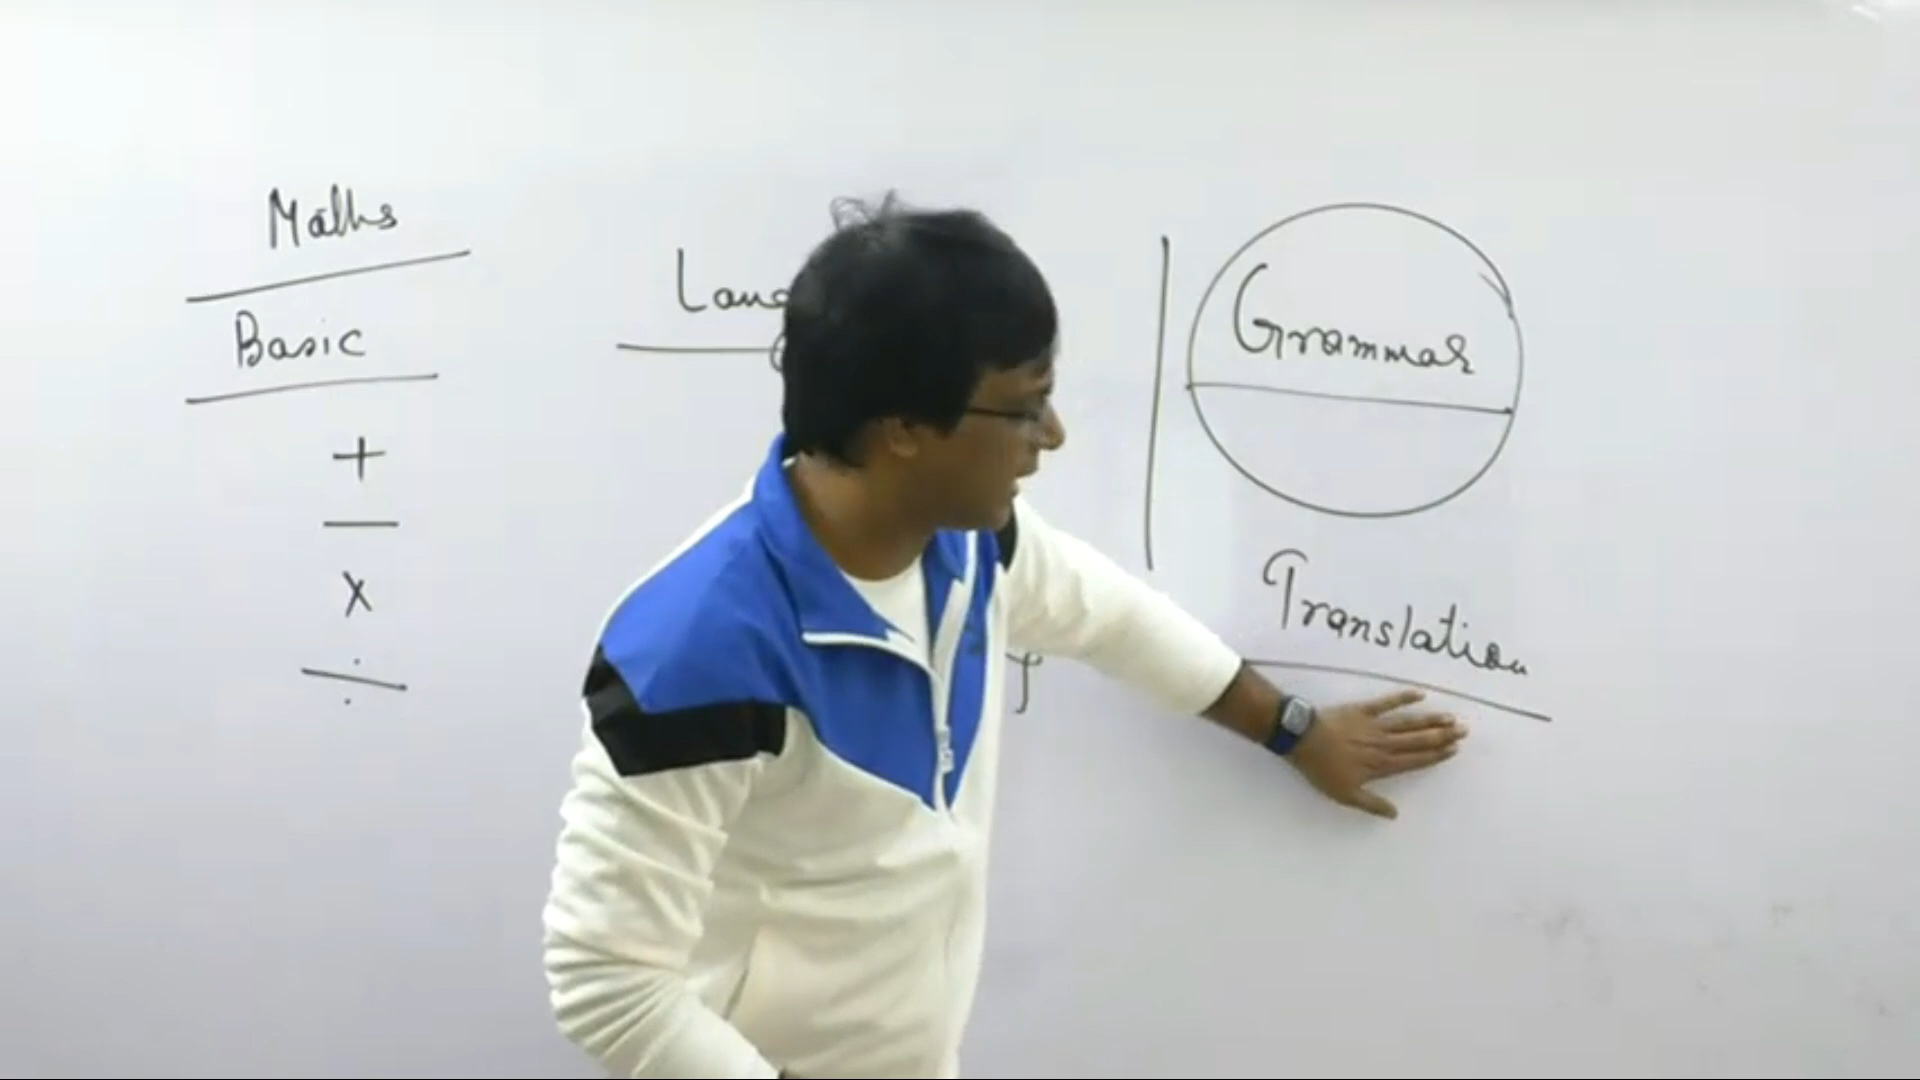 Maths
Basic
+
−
×
÷
Lang
Grammar
Translation